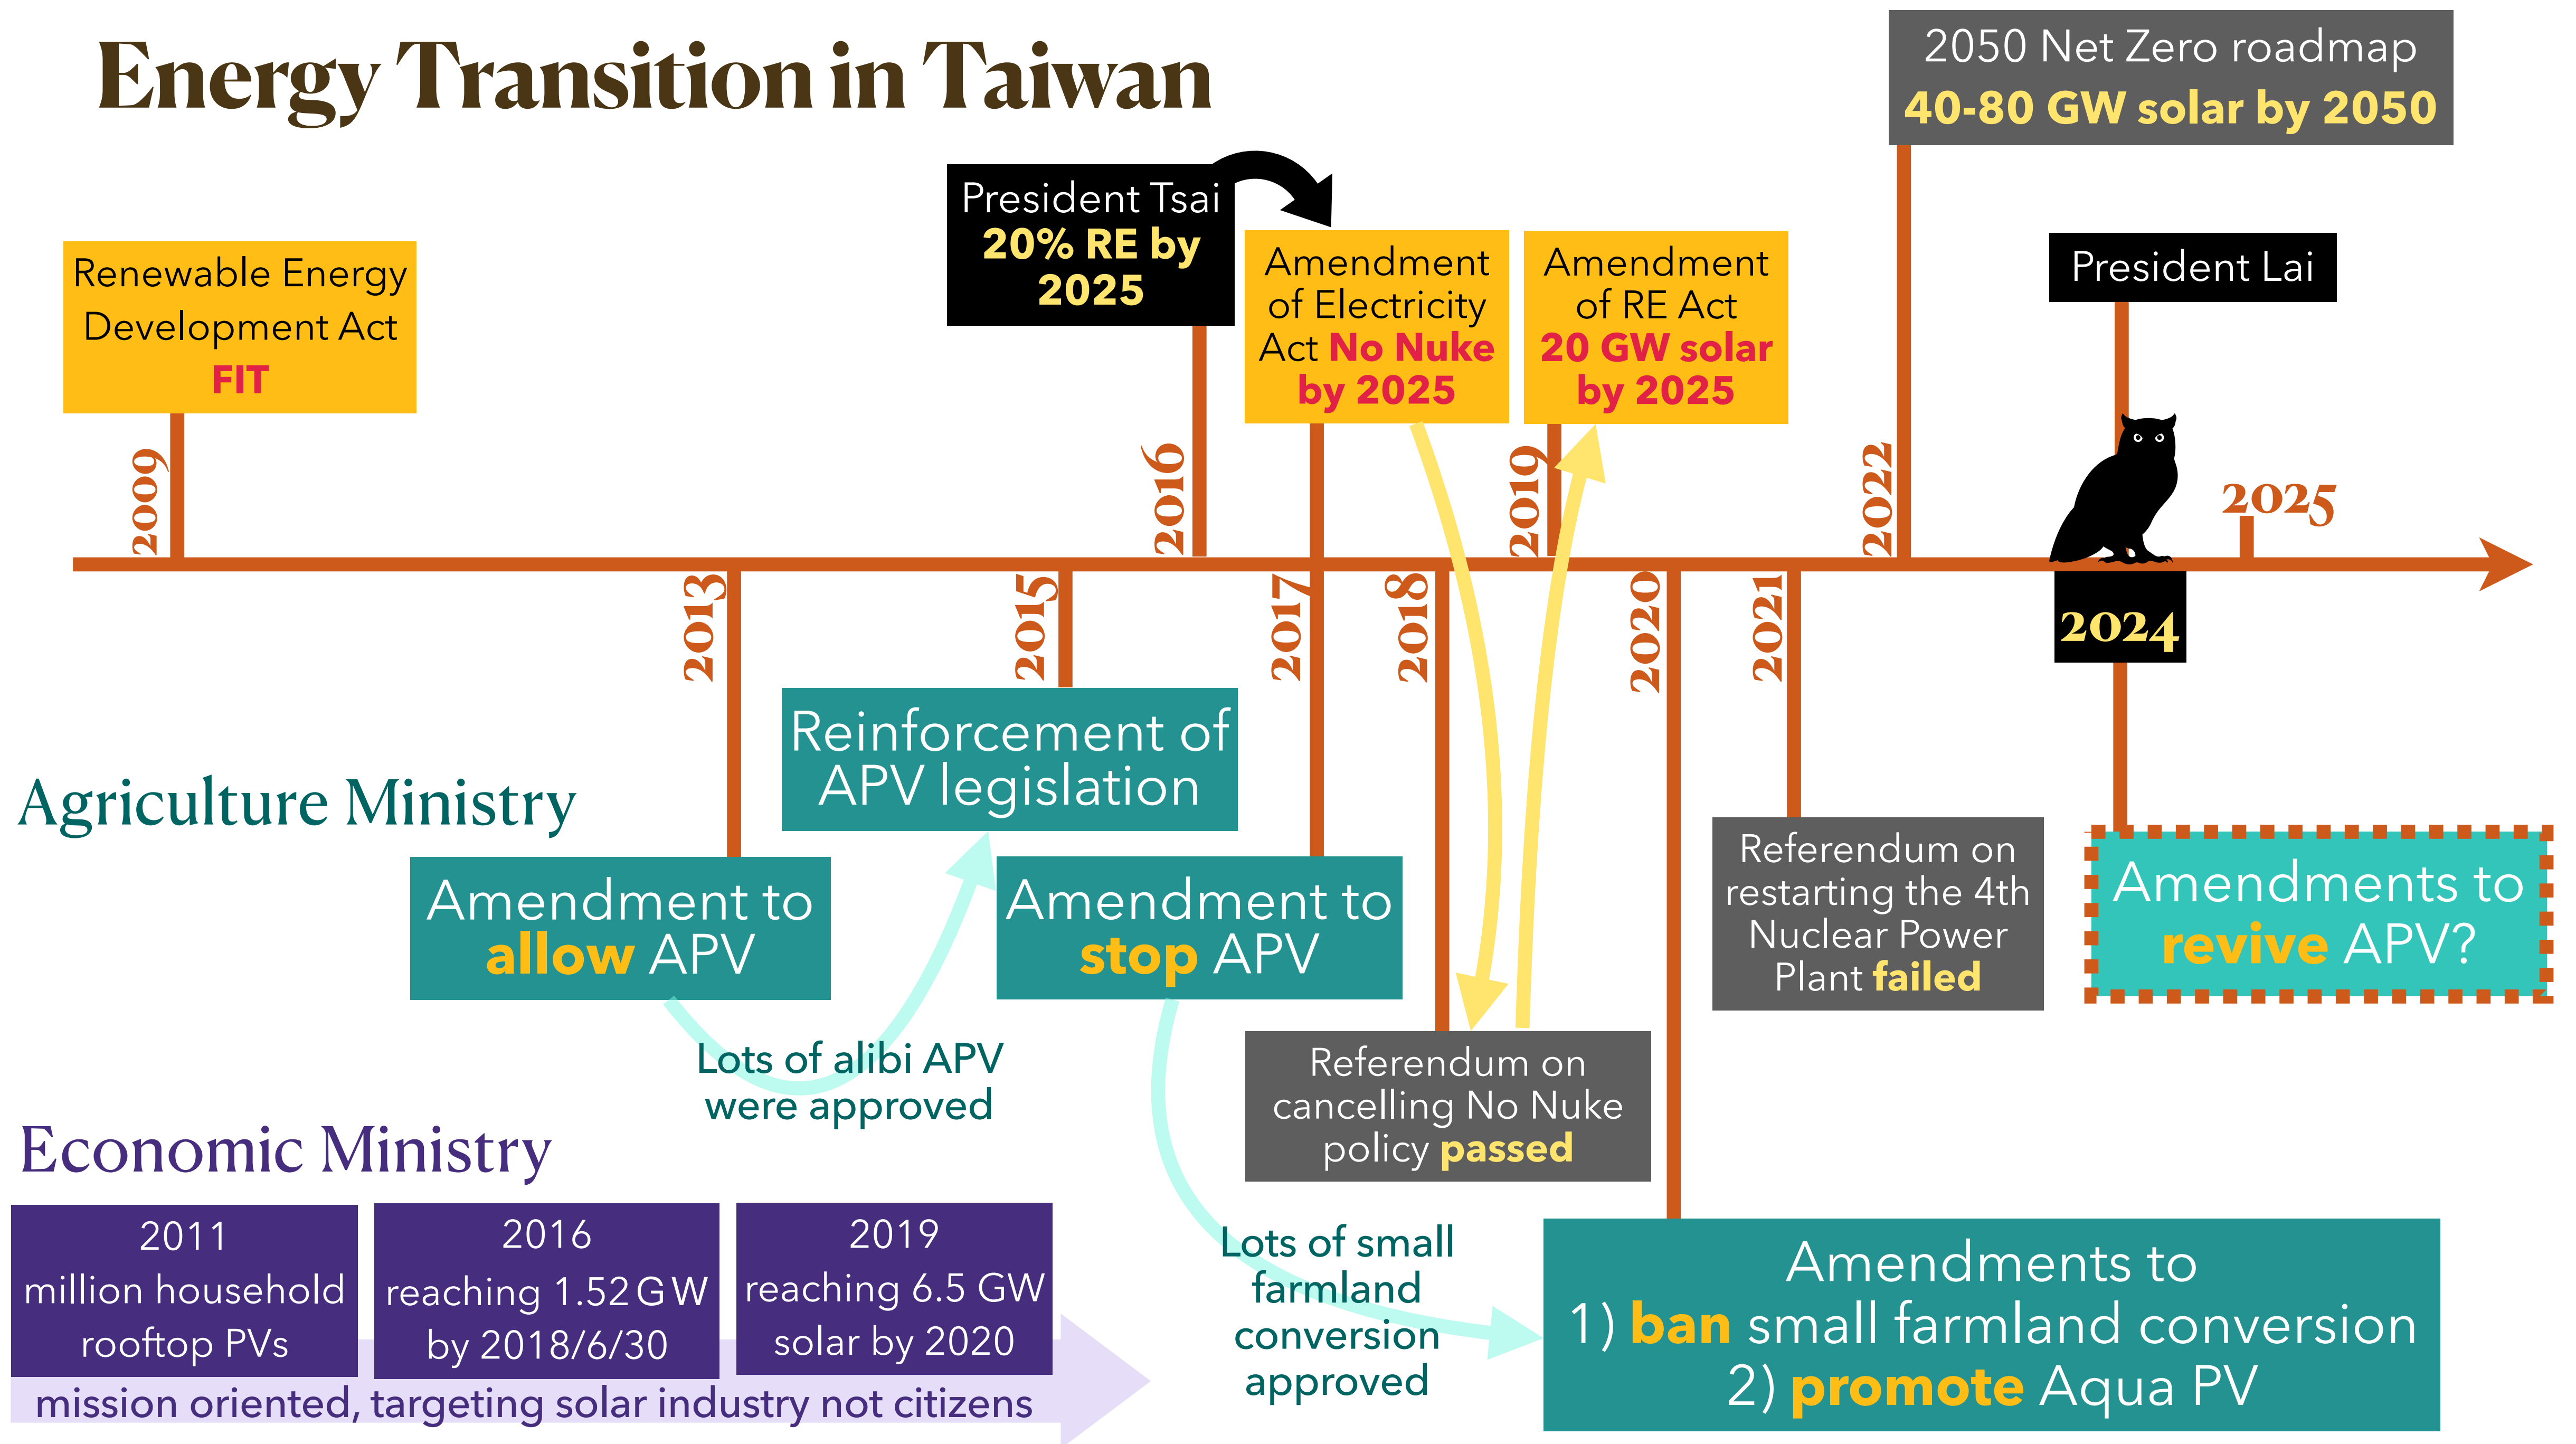 Energy Transition in Taiwan
2050 Net Zero roadmap
40-80 GW solar by 2050
President Tsai
20% RE by
2025
Renewable Energy
Development Act
FIT
Amendment
of Electricity
Act No Nuke
by 2025
Amendment
of RE Act
20 GW solar
by 2025
President Lai
2009
2016
2019
2022
2025
2013
2015
2017
2018
2020
2021
2024
Agriculture Ministry
Reinforcement of
APV legislation
Amendment to
allow APV
Amendment to
stop APV
Referendum on
restarting the 4th
Nuclear Power
Plant failed
Amendments to
revive APV?
Lots of alibi APV
were approved
Referendum on
cancelling No Nuke
policy passed
Economic Ministry
2011
million household
rooftop PVs
2016
reaching 1.52 GW
by 2018/6/30
2019
reaching 6.5 GW
solar by 2020
mission oriented, targeting solar industry not citizens
Lots of small
farmland
conversion
approved
Amendments to
1) ban small farmland conversion
2) promote Aqua PV